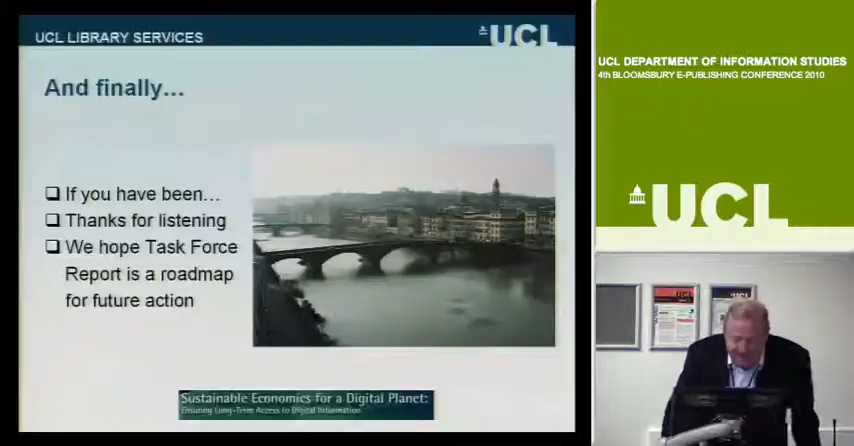 UCL LIBRARY SERVICES
UCL
And finally...
❑ If you have been...
❑ Thanks for listening
❑ We hope Task Force
Report is a roadmap
for future action
Sustainable Economics for a Digital Planet:
Ensuring Long-Term Access to Digital Information
UCL DEPARTMENT OF INFORMATION STUDIES
4TH BLOOMSBURY E-PUBLISHING CONFERENCE 2010
UCL
UCL